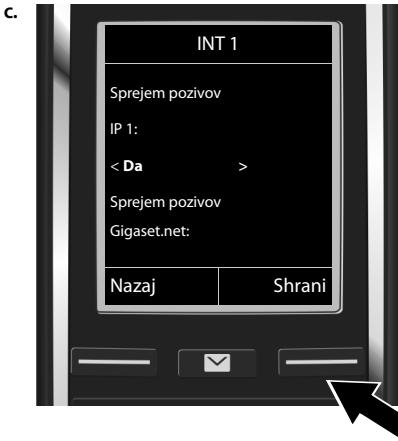 c.
INT 1
Sprejem pozivov
IP 1:
< Da >
Sprejem pozivov
Gigaset.net:
Nazaj Shrani